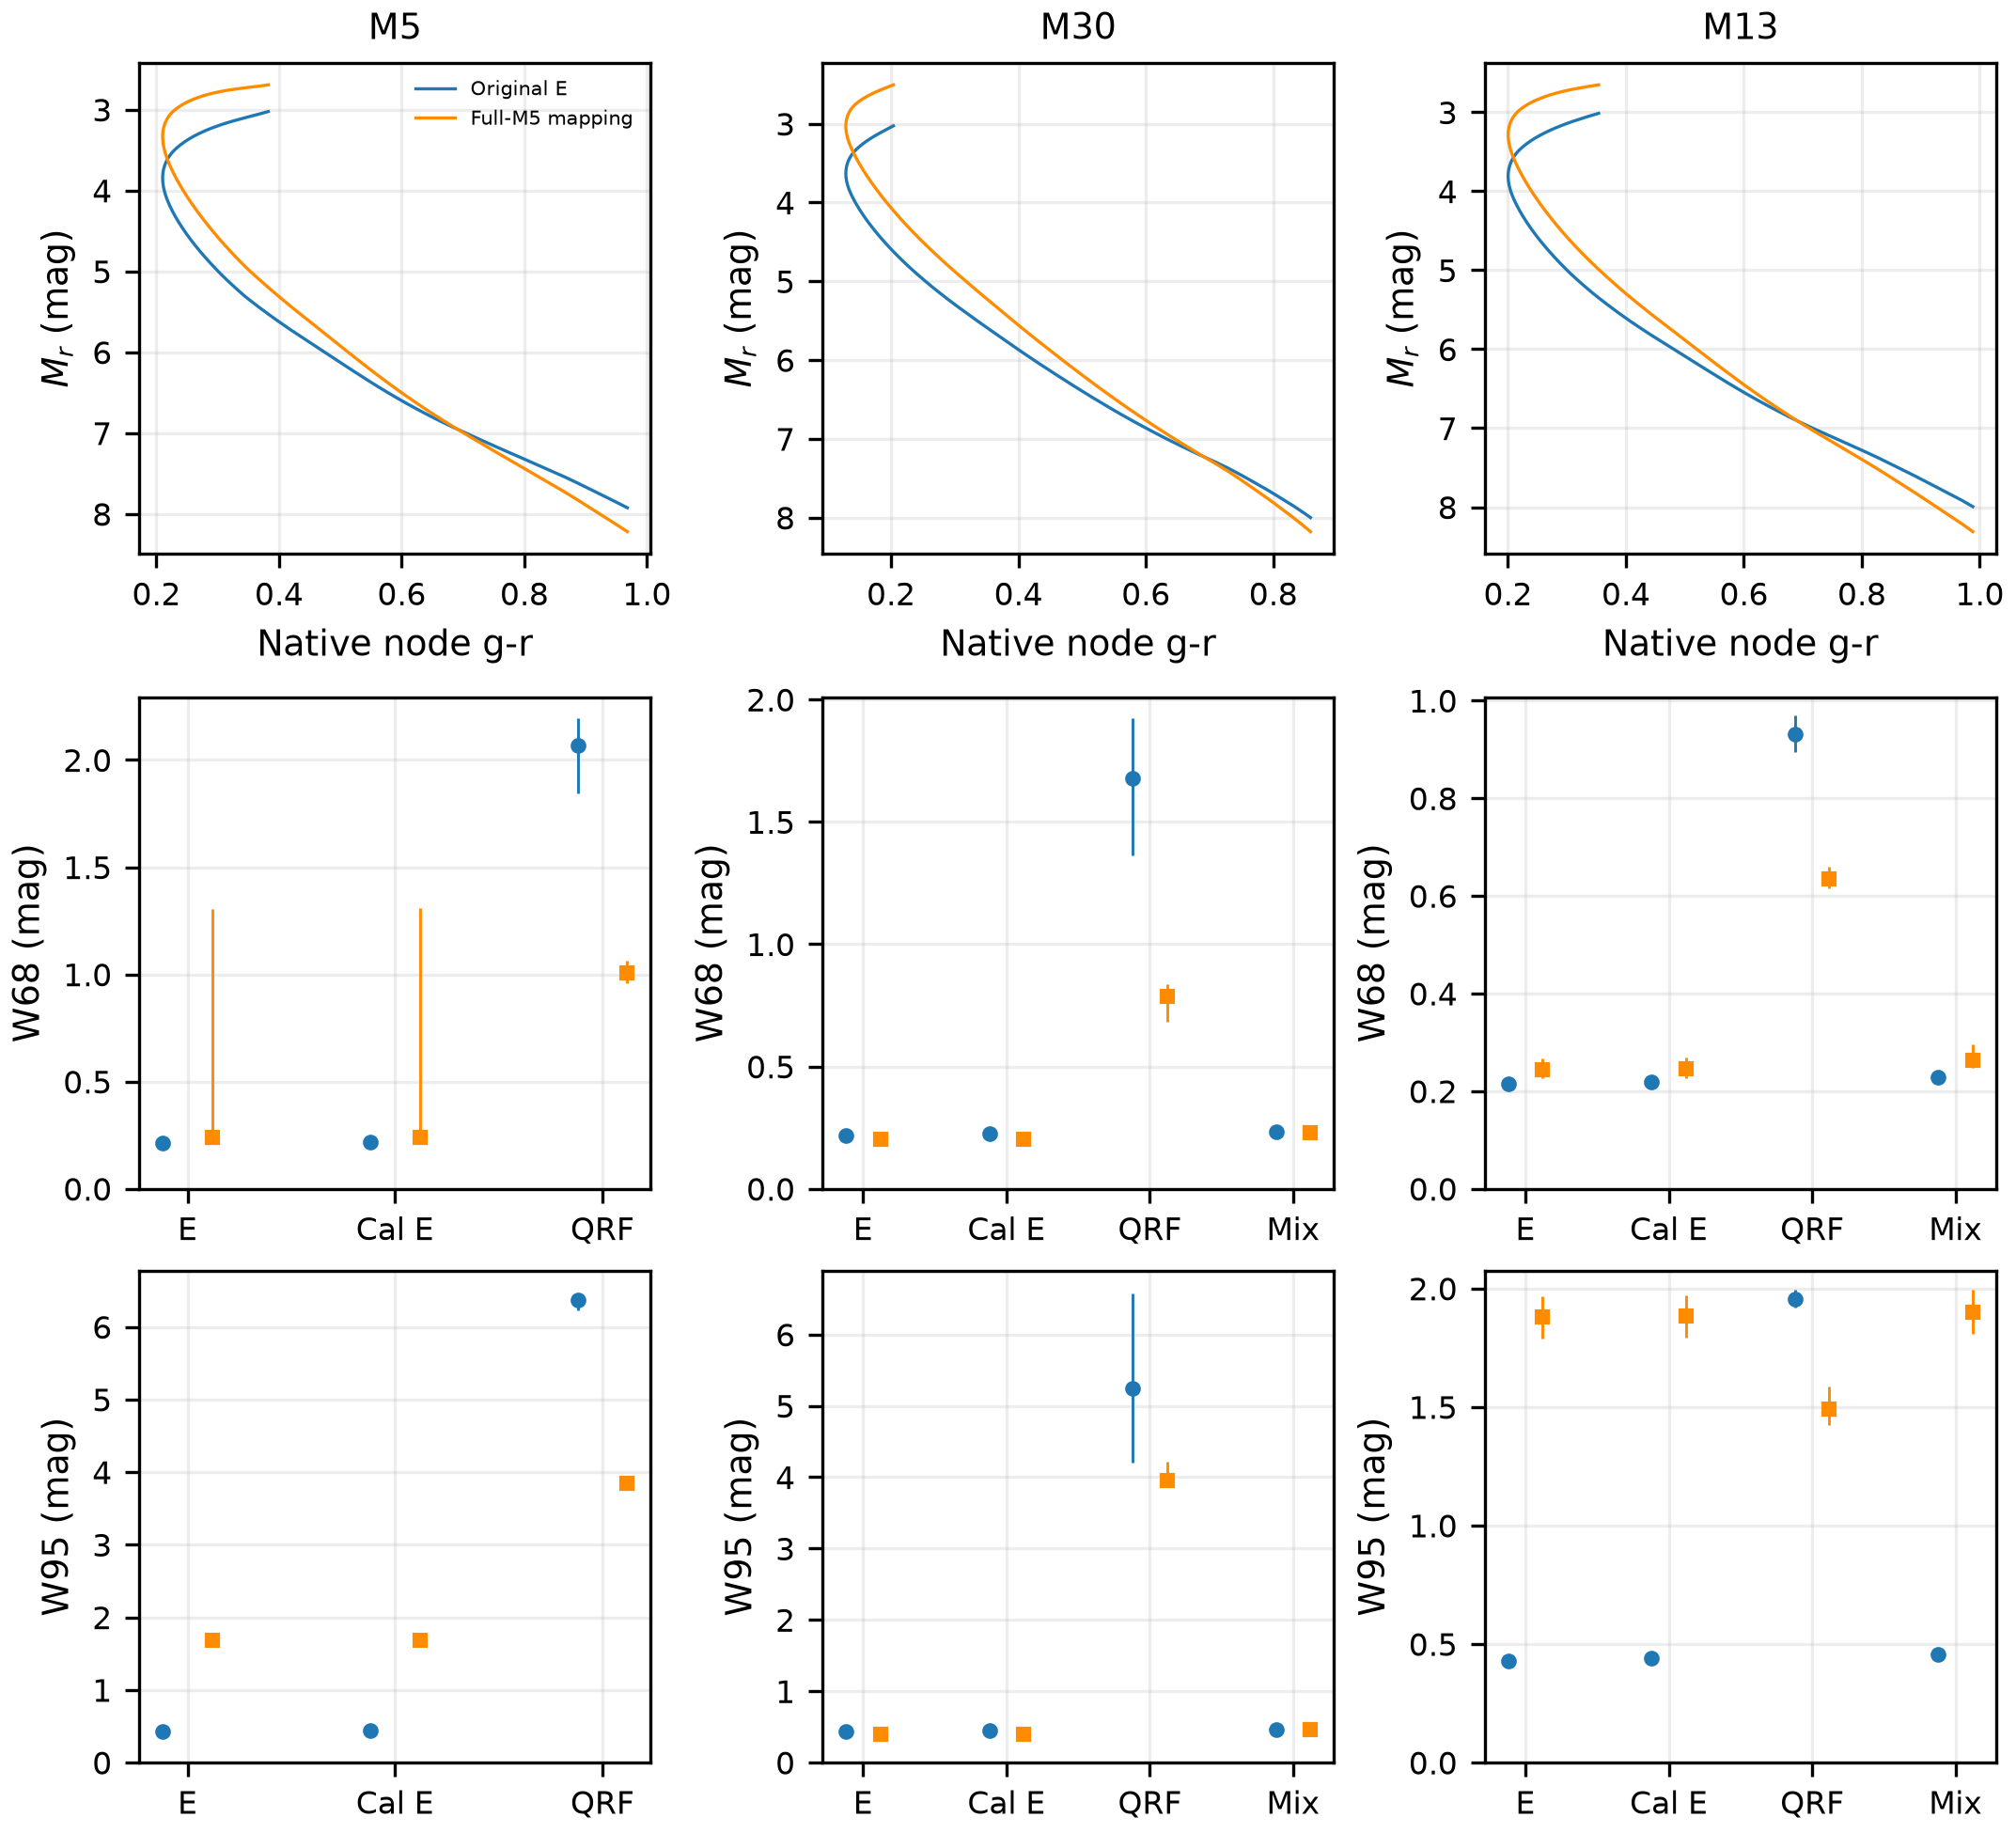 M5
M30
M13
Original E
Full-M5 mapping
3
4
5
6
7
8
M_r (mag)
0.2 0.4 0.6 0.8 1.0
Native node g-r
3
4
5
6
7
8
M_r (mag)
0.2 0.4 0.6 0.8
Native node g-r
3
4
5
6
7
8
M_r (mag)
0.2 0.4 0.6 0.8 1.0
Native node g-r
2.0
1.5
1.0
0.5
0.0
W68 (mag)
E Cal E QRF
2.0
1.5
1.0
0.5
0.0
W68 (mag)
E Cal E QRF Mix
1.0
0.8
0.6
0.4
0.2
0.0
W68 (mag)
E Cal E QRF Mix
6
5
4
3
2
1
0
W95 (mag)
E Cal E QRF
6
5
4
3
2
1
0
W95 (mag)
E Cal E QRF Mix
2.0
1.5
1.0
0.5
0.0
W95 (mag)
E Cal E QRF Mix